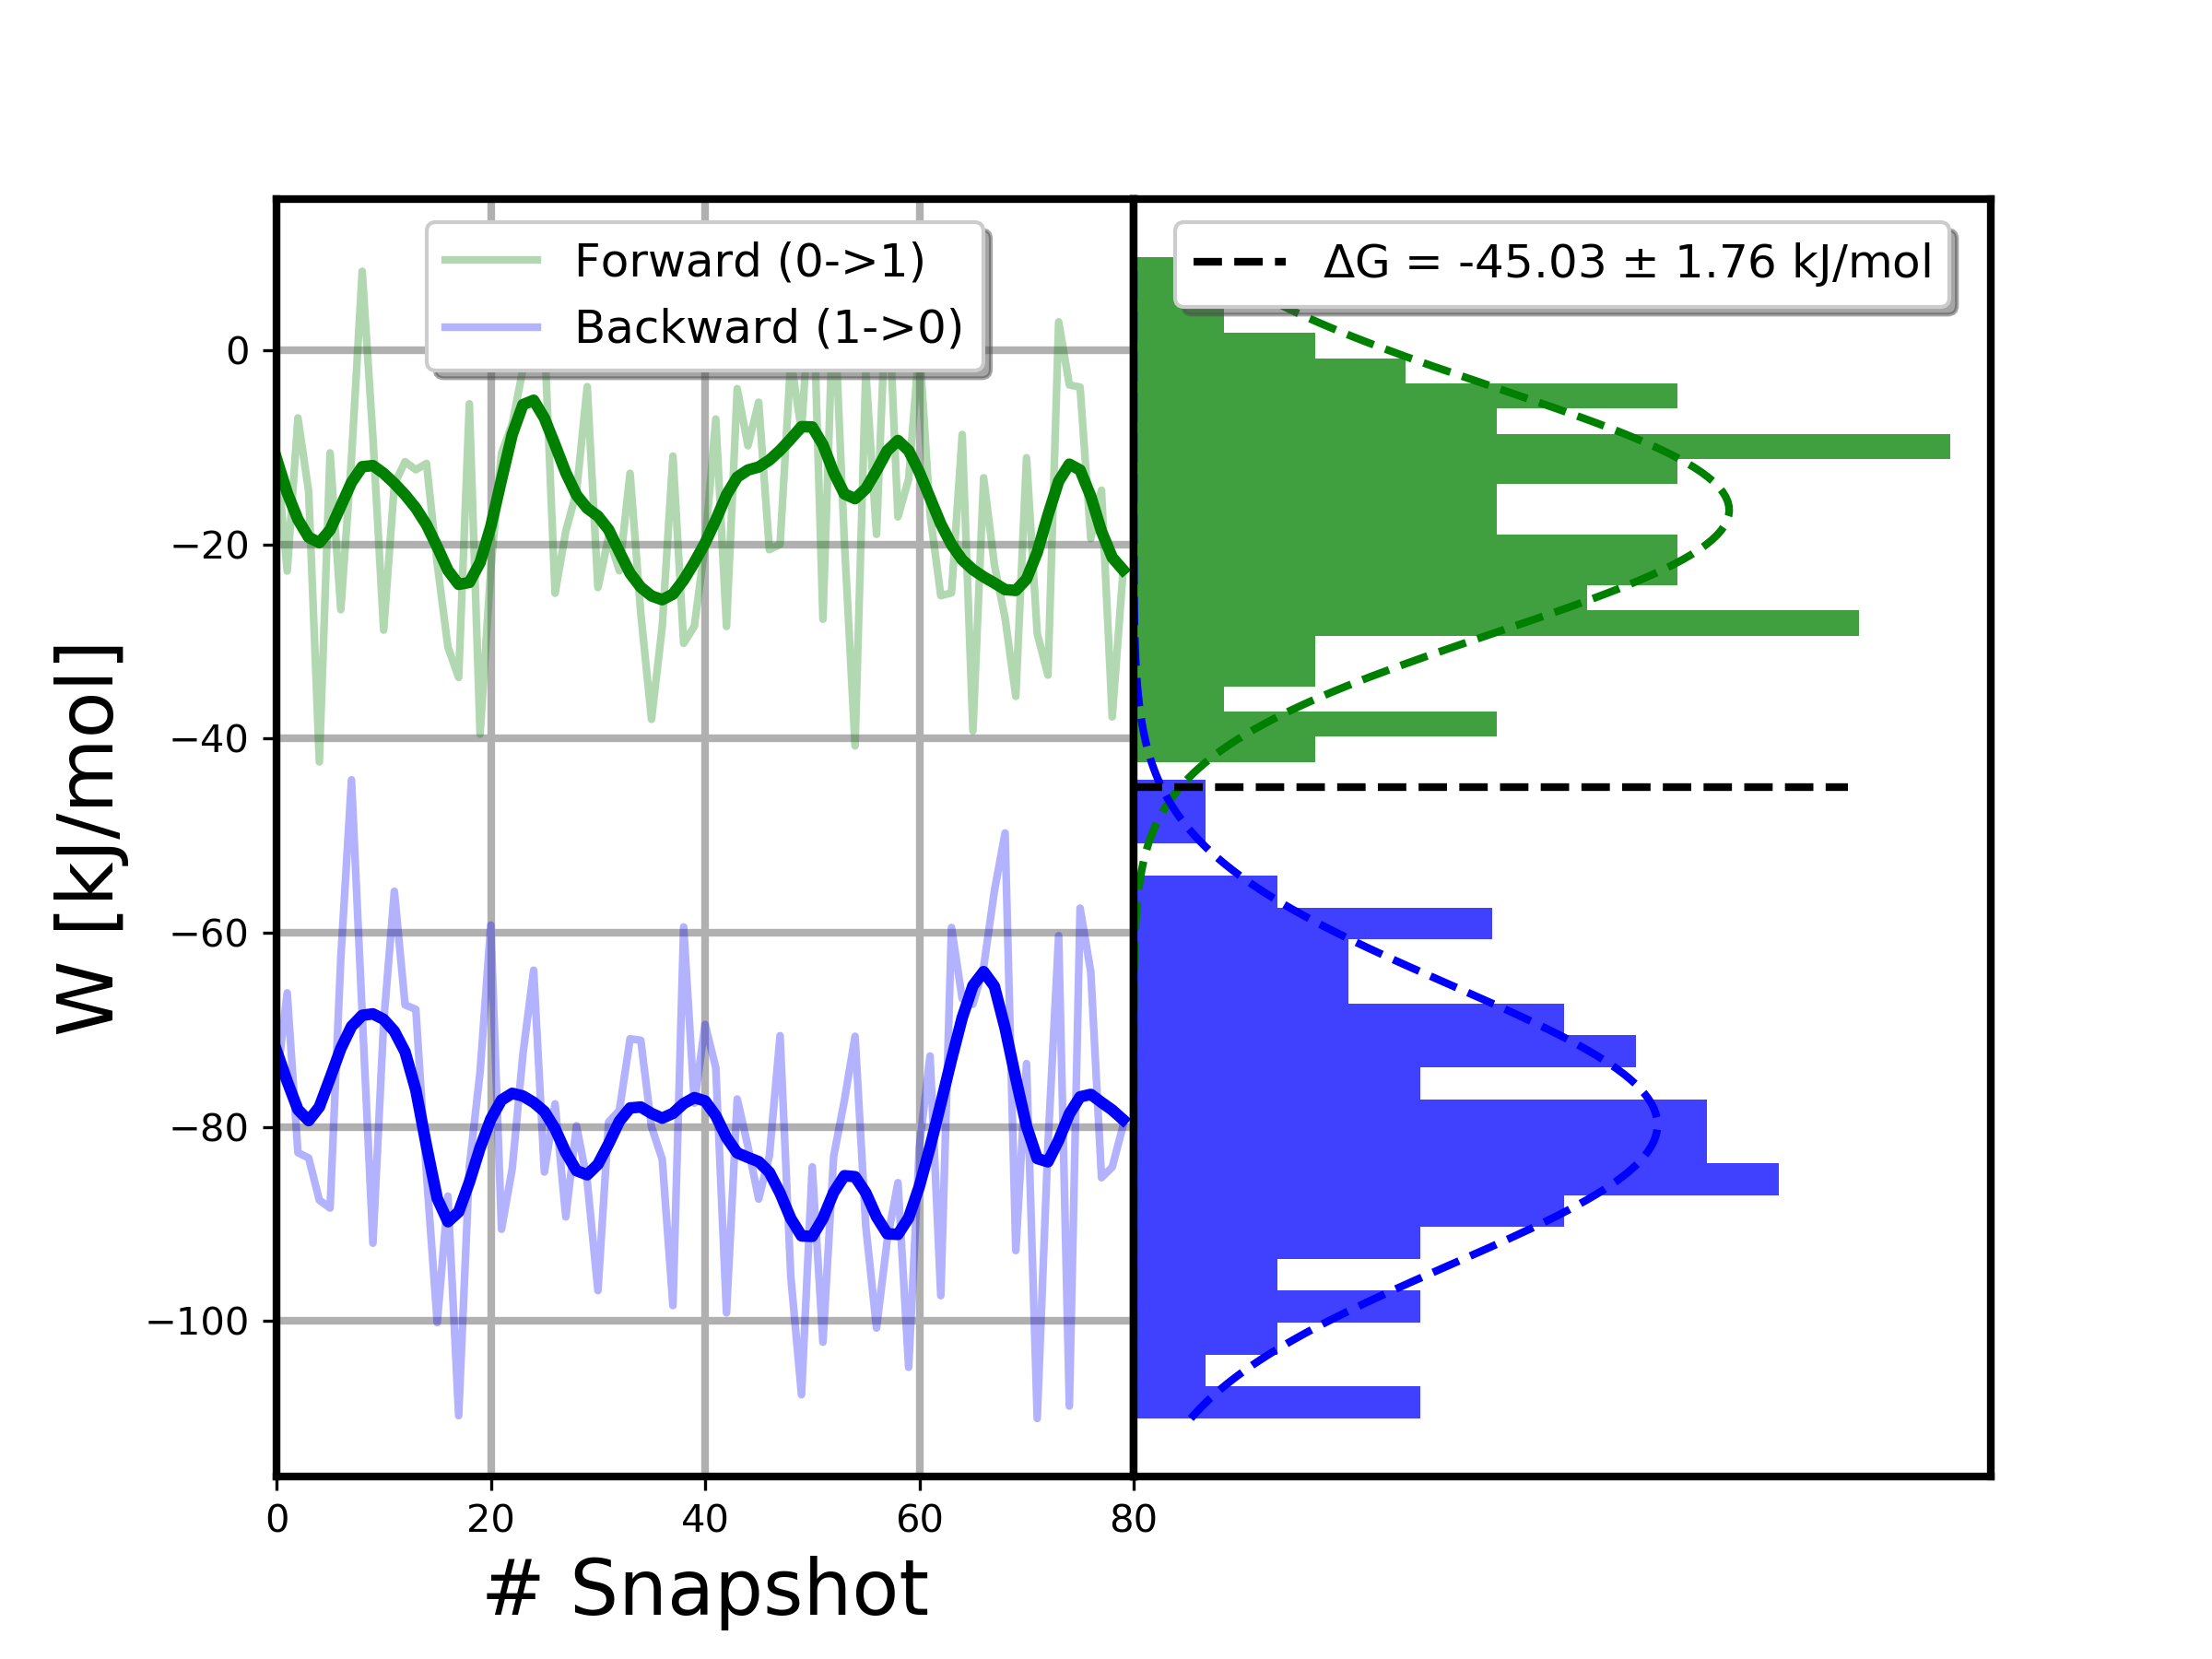 Forward (0->1)
Backward (1->0)
ΔG = -45.03 ± 1.76 kJ/mol
W [kJ/mol]
0
−20
−40
−60
−80
−100
0 20 40 60 80
# Snapshot